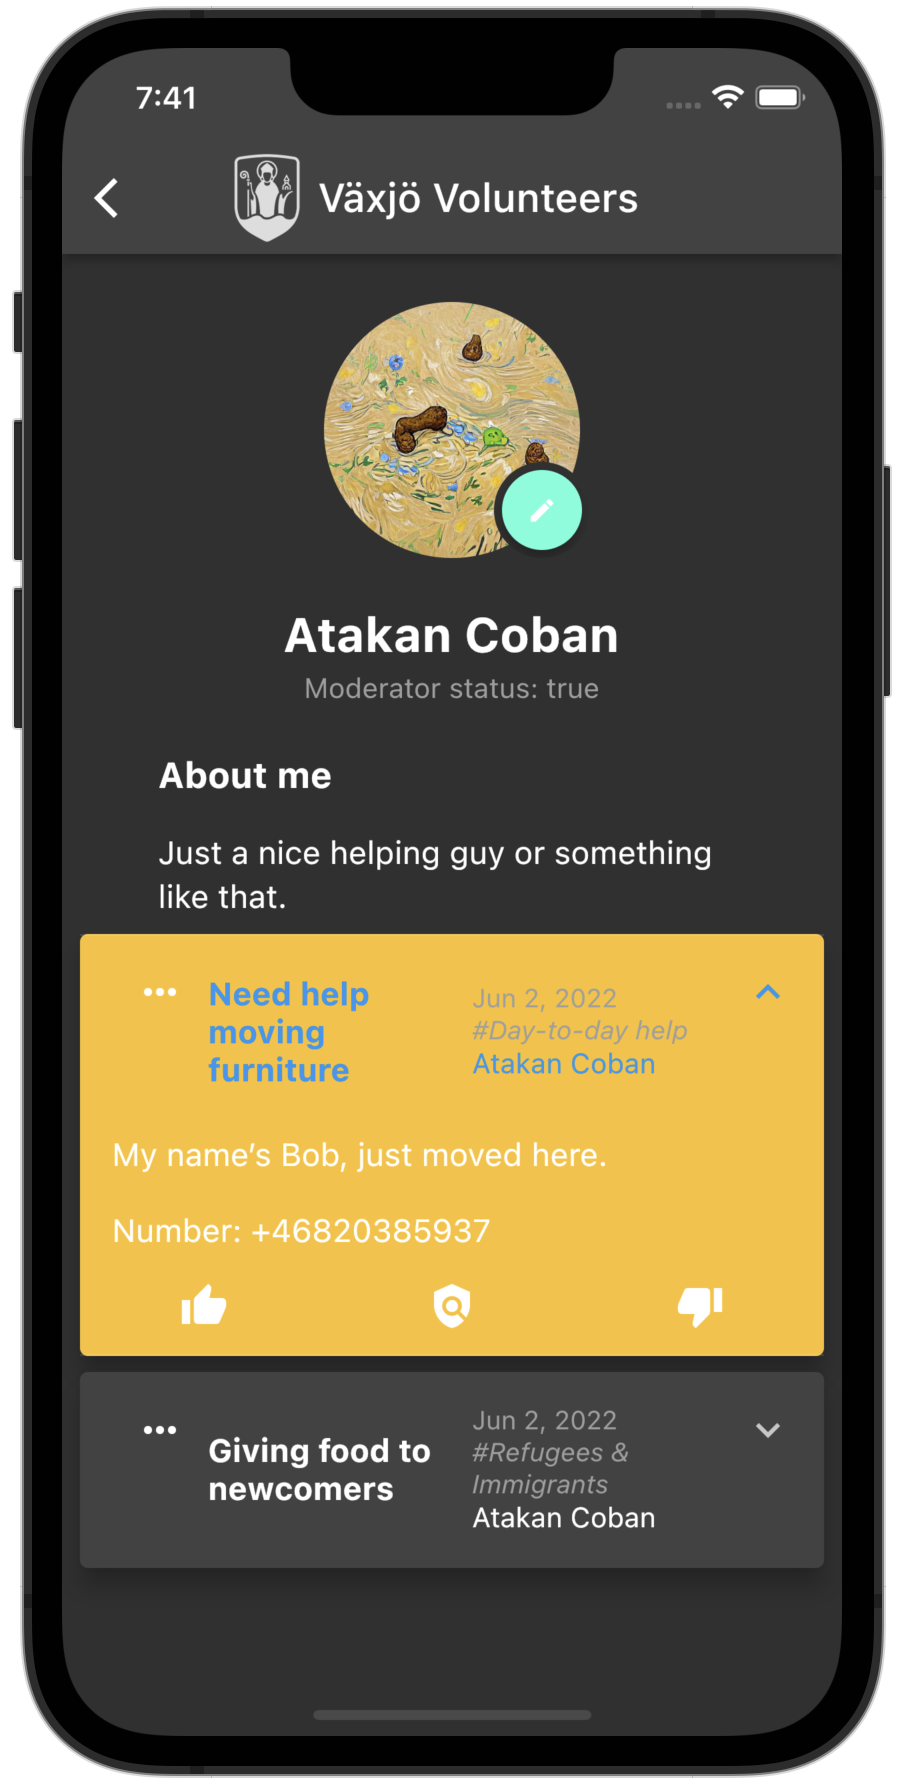 7:41
Växjö Volunteers
Atakan Coban
Moderator status: true
About me
Just a nice helping guy or something
like that.
Need help
moving
furniture
Jun 2, 2022
#Day-to-day help
Atakan Coban
My name’s Bob, just moved here.
Number: +46820385937
Giving food to
newcomers
Jun 2, 2022
#Refugees &
Immigrants
Atakan Coban